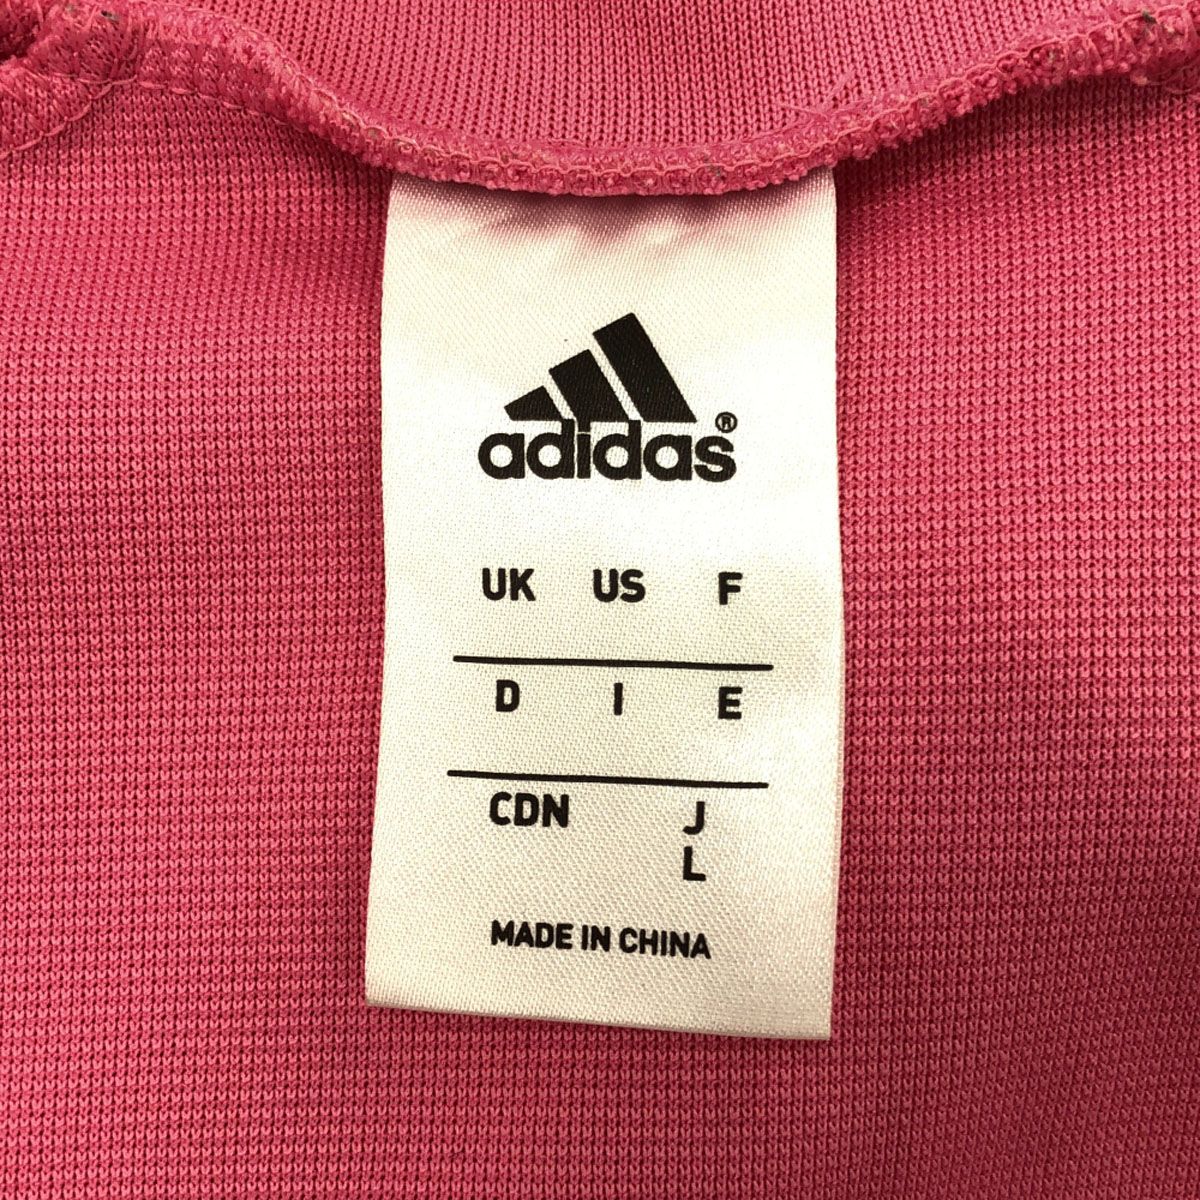 adidas®
UK US F
D I E
CDN J
L
MADE IN CHINA